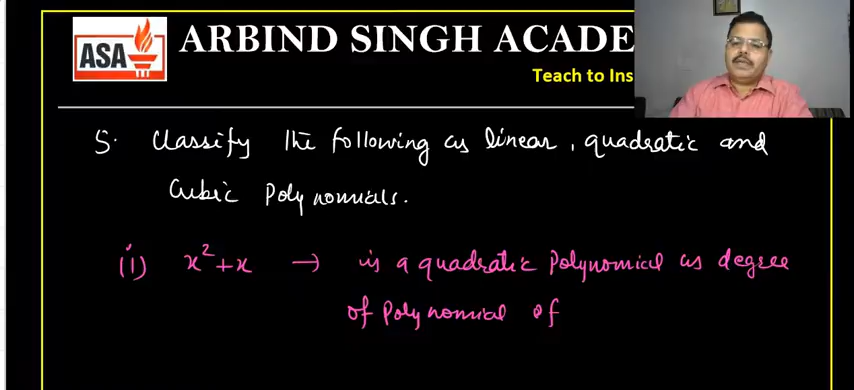 ASA
ARBIND SINGH ACADE
Teach to Ins
5. Classify the following as linear, quadratic and
Cubic Polynomials.
(i) x²+x → is a quadratic Polynomial as degree
of Polynomial of